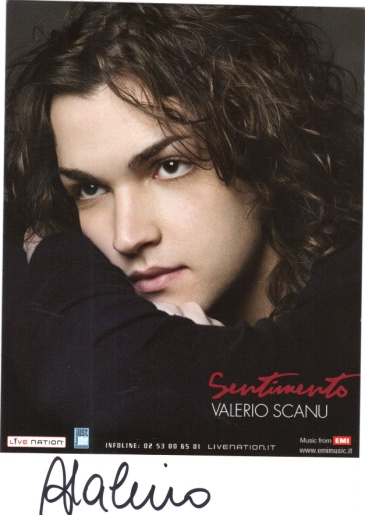 Sentimento
VALERIO SCANU
LIVE NATION
INFOLINE: 02 53 00 65 01 LIVENATION.IT
Music from EMI
www.emimusic.it